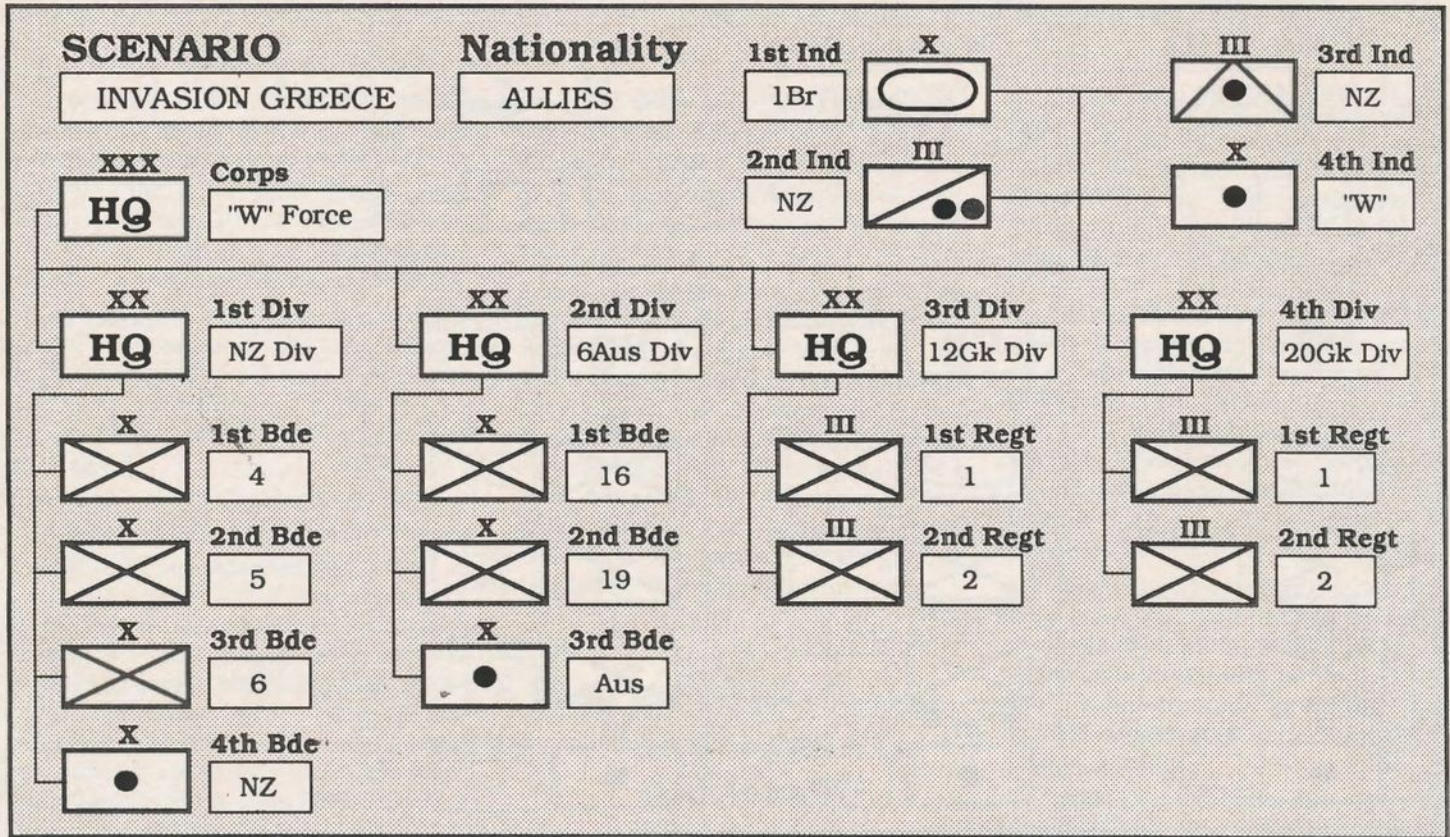 SCENARIO
INVASION GREECE
Nationality
ALLIES
1st Ind
1Br
X
III
3rd Ind
NZ
2nd Ind
NZ
III
X
4th Ind
"W"
XXX
HQ
Corps
"W" Force
XX
HQ
1st Div
NZ Div
XX
HQ
2nd Div
6Aus Div
XX
HQ
3rd Div
12Gk Div
XX
HQ
4th Div
20Gk Div
X
1st Bde
4
X
1st Bde
16
III
1st Regt
1
III
1st Regt
1
X
2nd Bde
5
X
2nd Bde
19
III
2nd Regt
2
III
2nd Regt
2
X
3rd Bde
6
X
3rd Bde
Aus
X
4th Bde
NZ